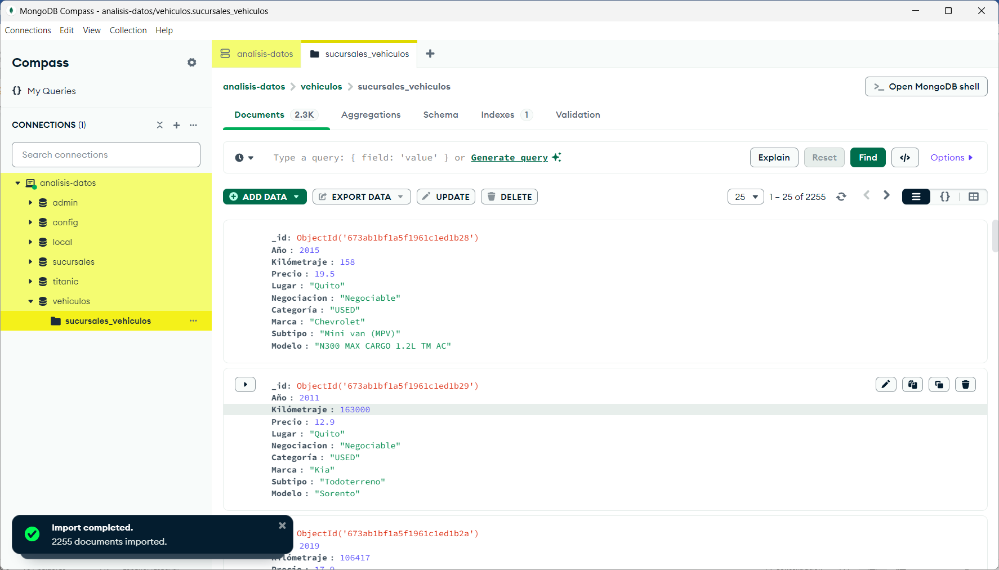 MongoDB Compass - analisis-datos/vehiculos.sucursales_vehiculos
Connections Edit View Collection Help
Compass
{} My Queries
CONNECTIONS (1)
Search connections
analisis-datos
admin
config
local
sucursales
titanic
vehiculos
sucursales_vehiculos
analisis-datos
sucursales_vehiculos
analisis-datos > vehiculos > sucursales_vehiculos
>_ Open MongoDB shell
Documents 2.3K Aggregations Schema Indexes 1 Validation
Type a query: { field: 'value' } or Generate query
Explain Reset Find </> Options
ADD DATA EXPORT DATA UPDATE DELETE
25 1 – 25 of 2255 {}
_id: ObjectId('673ab1bf1a5f1961c1ed1b28')
Año : 2015
Kilómetraje : 158
Precio : 19.5
Lugar : "Quito"
Negociacion : "Negociable"
Categoría : "USED"
Marca : "Chevrolet"
Subtipo : "Mini van (MPV)"
Modelo : "N300 MAX CARGO 1.2L TM AC"
_id: ObjectId('673ab1bf1a5f1961c1ed1b29')
Año : 2011
Kilómetraje : 163000
Precio : 12.9
Lugar : "Quito"
Negociacion : "Negociable"
Categoría : "USED"
Marca : "Kia"
Subtipo : "Todoterreno"
Modelo : "Sorento"
ObjectId('673ab1bf1a5f1961c1ed1b2a')
2019
Kilómetraje : 106417
Precio : 17.9
Import completed.
2255 documents imported.